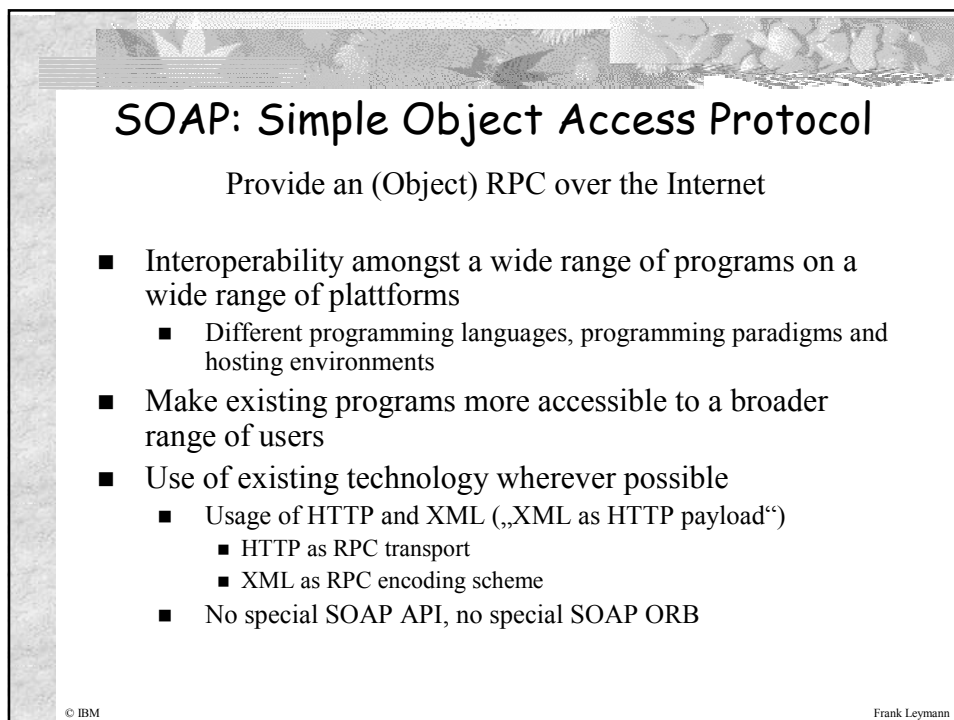 SOAP: Simple Object Access Protocol
Provide an (Object) RPC over the Internet
■ Interoperability amongst a wide range of programs on a
wide range of plattforms
■ Different programming languages, programming paradigms and
hosting environments
■ Make existing programs more accessible to a broader
range of users
■ Use of existing technology wherever possible
■ Usage of HTTP and XML („XML as HTTP payload“)
■ HTTP as RPC transport
■ XML as RPC encoding scheme
■ No special SOAP API, no special SOAP ORB
© IBM
Frank Leymann